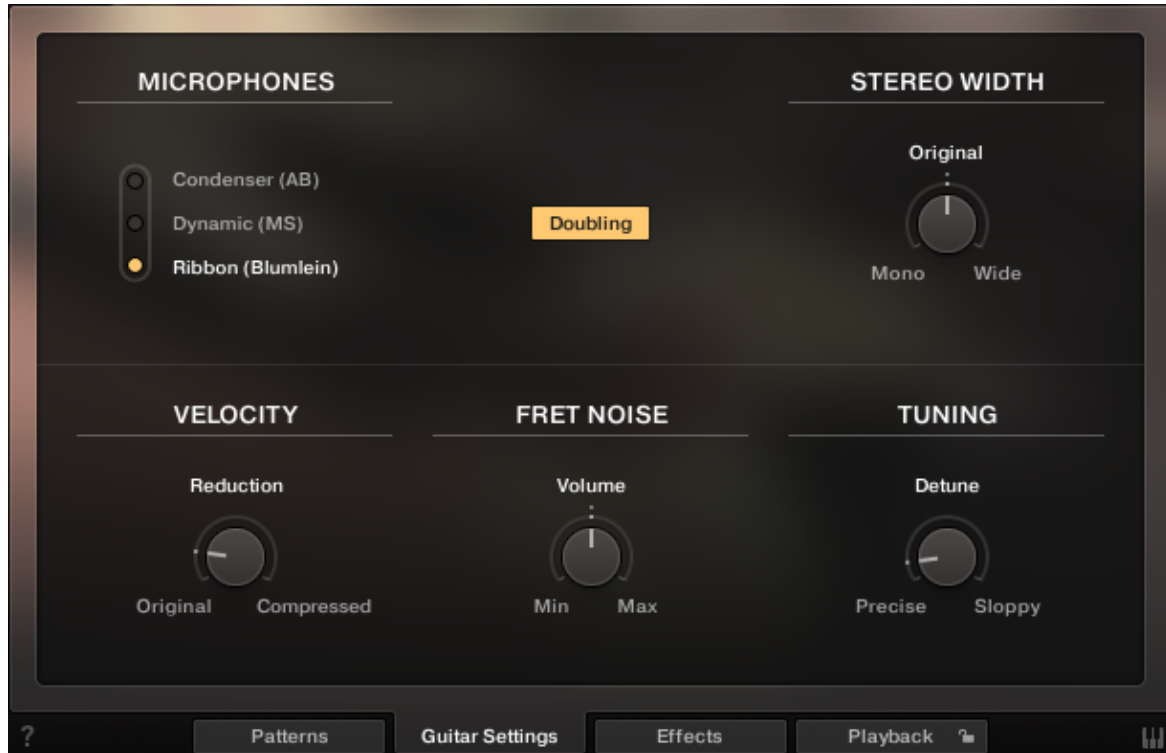 MICROPHONES
STEREO WIDTH
Original
Condenser (AB)
Dynamic (MS)
Doubling
Ribbon (Blumlein)
Mono Wide
VELOCITY
FRET NOISE
TUNING
Reduction
Volume
Detune
Original Compressed
Min Max
Precise Sloppy
? Patterns Guitar Settings Effects Playback